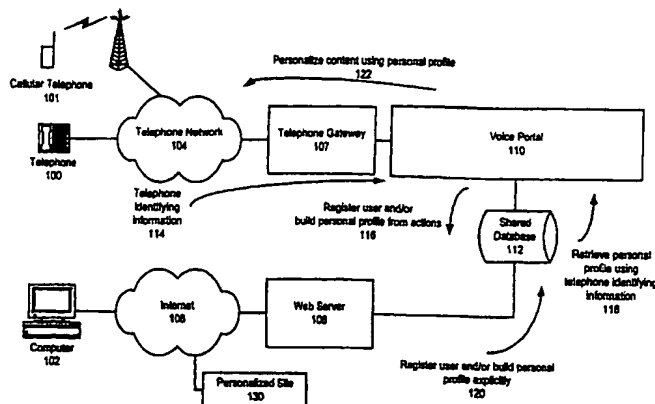 Personalize content using personal profile
122
Cellular Telephone
101
Telephone Network
104
Telephone Gateway
107
Voice Portal
110
Telephone
100
Telephone
identifying
information
114
Register user and/or
build personal profile from actions
116
Shared
Database
112
Retrieve personal
profile using
telephone identifying
information
118
Internet
106
Web Server
108
Computer
102
Register user and/or build personal
profile explicitly
120
Personalized Site
130